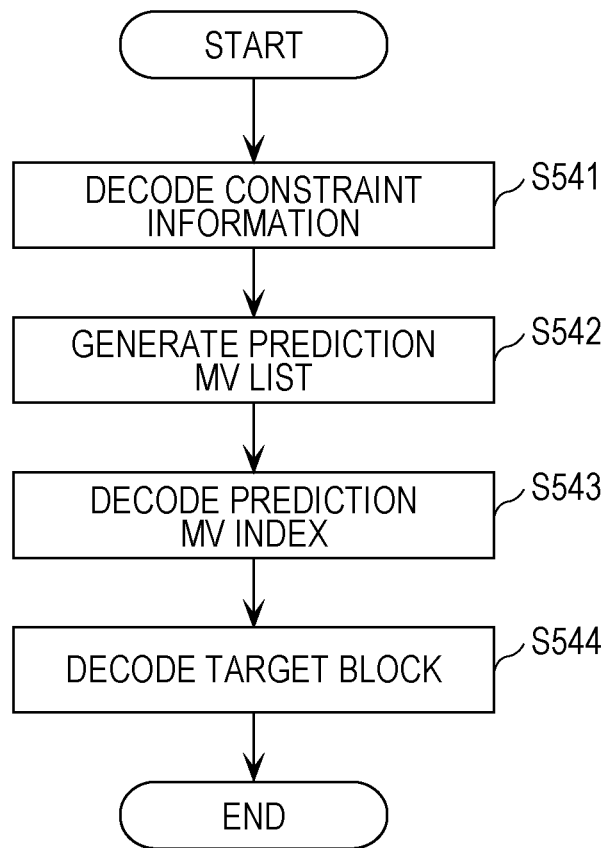 START
DECODE CONSTRAINT
INFORMATION
S541
GENERATE PREDICTION
MV LIST
S542
DECODE PREDICTION
MV INDEX
S543
DECODE TARGET BLOCK
S544
END